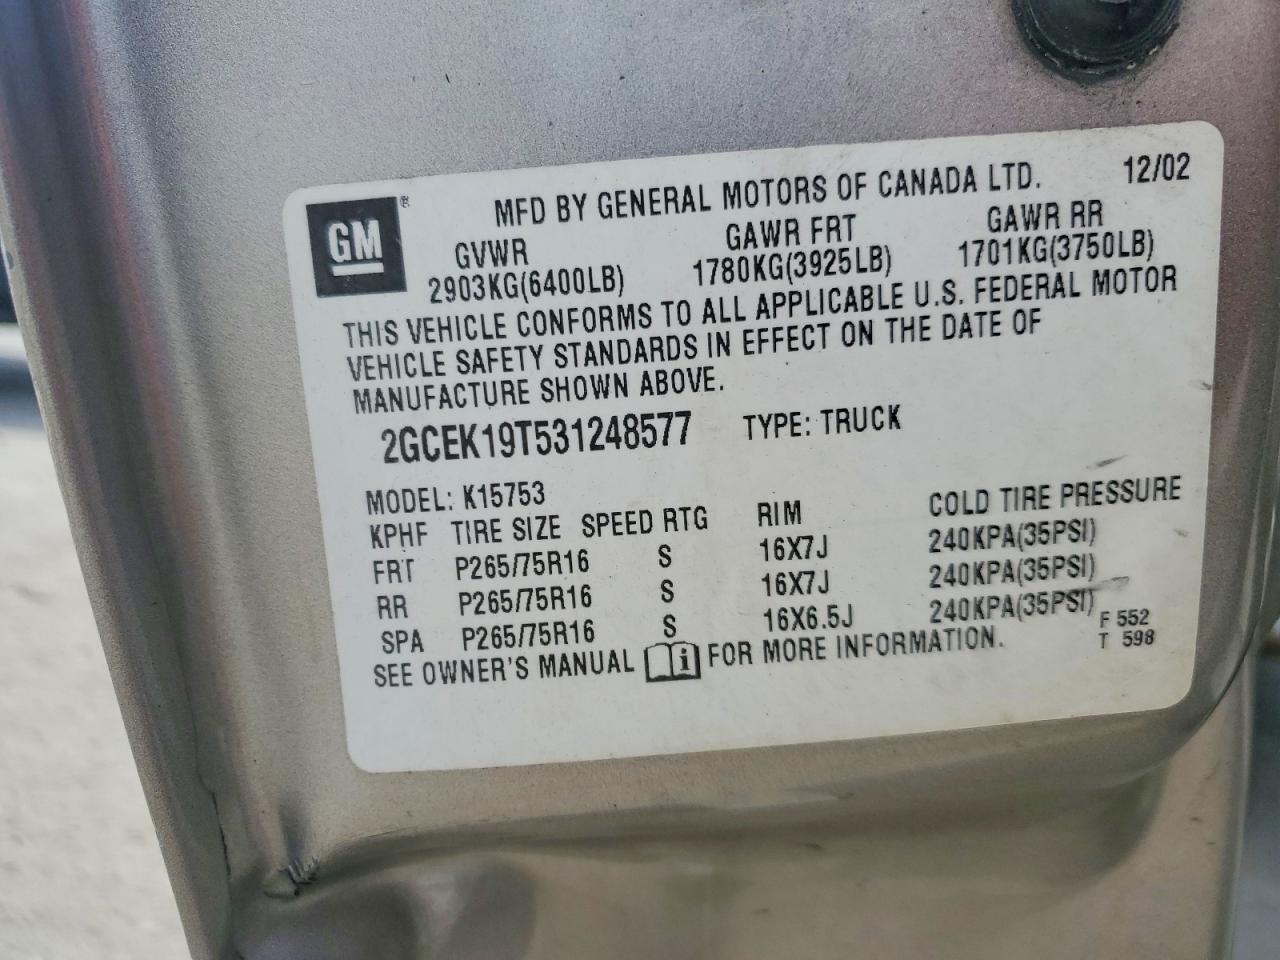 GM®
MFD BY GENERAL MOTORS OF CANADA LTD. 12/02
GVWR GAWR FRT GAWR RR
2903KG(6400LB) 1780KG(3925LB) 1701KG(3750LB)
THIS VEHICLE CONFORMS TO ALL APPLICABLE U.S. FEDERAL MOTOR
VEHICLE SAFETY STANDARDS IN EFFECT ON THE DATE OF
MANUFACTURE SHOWN ABOVE.
2GCEK19T531248577 TYPE: TRUCK
MODEL: K15753
KPHF TIRE SIZE SPEED RTG RIM COLD TIRE PRESSURE
FRT P265/75R16 S 16X7J 240KPA(35PSI)
RR P265/75R16 S 16X7J 240KPA(35PSI)
SPA P265/75R16 S 16X6.5J 240KPA(35PSI)
SEE OWNER'S MANUAL FOR MORE INFORMATION.
F 552
T 598